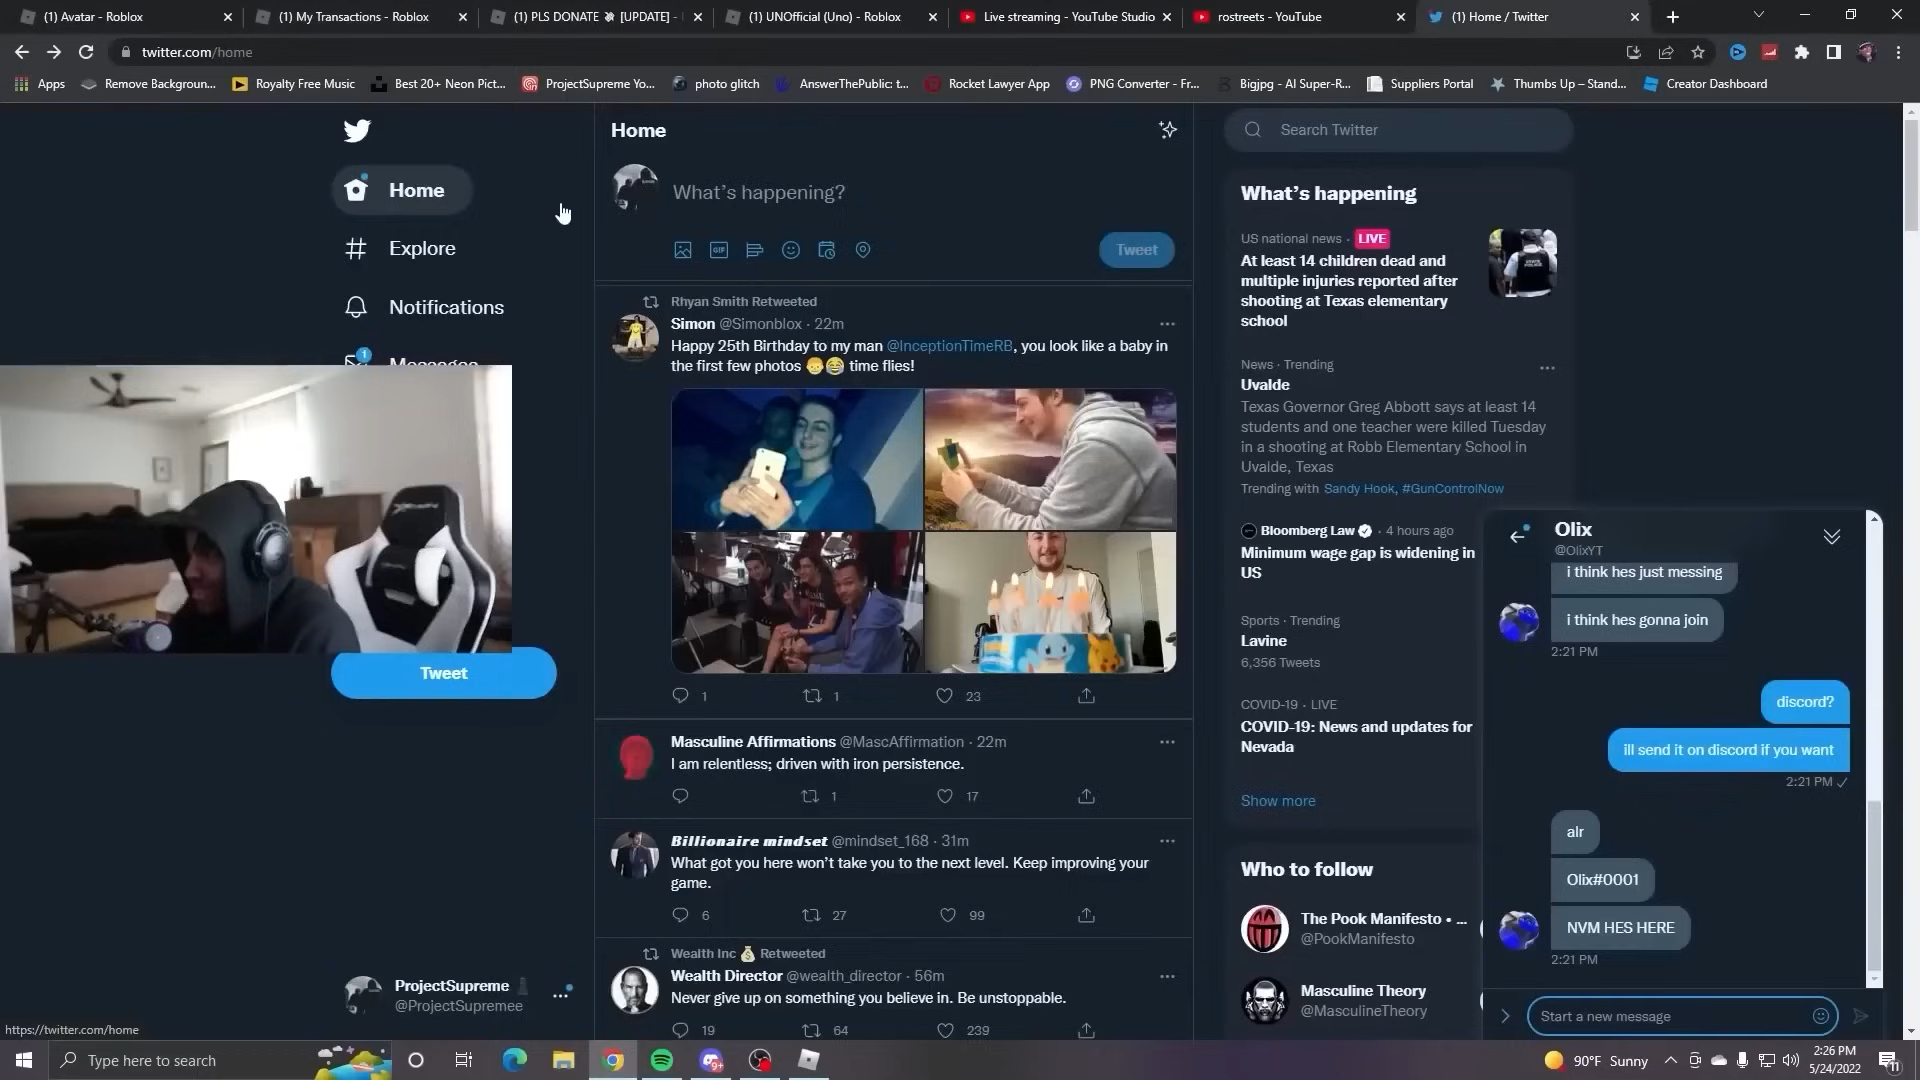 (1) Avatar - Roblox
(1) My Transactions - Roblox
(1) PLS DONATE [UPDATE] -
(1) UNOfficial (Uno) - Roblox
Live streaming - YouTube Studio
rostreets - YouTube
(1) Home / Twitter
twitter.com/home
Apps
Remove Backgroun...
Royalty Free Music
Best 20+ Neon Pict...
ProjectSupreme Yo...
photo glitch
AnswerThePublic: t...
Rocket Lawyer App
PNG Converter - Fr...
Bigjpg - AI Super-R...
Suppliers Portal
Thumbs Up – Stand...
Creator Dashboard
Home
Explore
Notifications
1
Messages
Tweet
ProjectSupreme
@ProjectSupremee
https://twitter.com/home
Home
What's happening?
GIF
Tweet
Rhyan Smith Retweeted
Simon @Simonblox · 22m
Happy 25th Birthday to my man @InceptionTimeRB, you look like a baby in
the first few photos 👶😂 time flies!
1 1 23
Masculine Affirmations @MascAffirmation · 22m
I am relentless; driven with iron persistence.
1 17
Billionaire mindset @mindset_168 · 31m
What got you here won't take you to the next level. Keep improving your
game.
6 27 99
Wealth Inc 💰 Retweeted
Wealth Director @wealth_director · 56m
Never give up on something you believe in. Be unstoppable.
19 64 239
Search Twitter
What's happening
US national news · LIVE
At least 14 children dead and
multiple injuries reported after
shooting at Texas elementary
school
News · Trending
Uvalde
Texas Governor Greg Abbott says at least 14
students and one teacher were killed Tuesday
in a shooting at Robb Elementary School in
Uvalde, Texas
Trending with Sandy Hook, #GunControlNow
Bloomberg Law · 4 hours ago
Minimum wage gap is widening in
US
Sports · Trending
Lavine
6,356 Tweets
COVID-19 · LIVE
COVID-19: News and updates for
Nevada
Show more
Who to follow
The Pook Manifesto • ...
@PookManifesto
Masculine Theory
@MasculineTheory
Olix
@OlixYT
i think hes just messing
i think hes gonna join
2:21 PM
discord?
ill send it on discord if you want
2:21 PM
alr
Olix#0001
NVM HES HERE
2:21 PM
Start a new message
Type here to search
9+
90°F Sunny
2:26 PM
5/24/2022
11